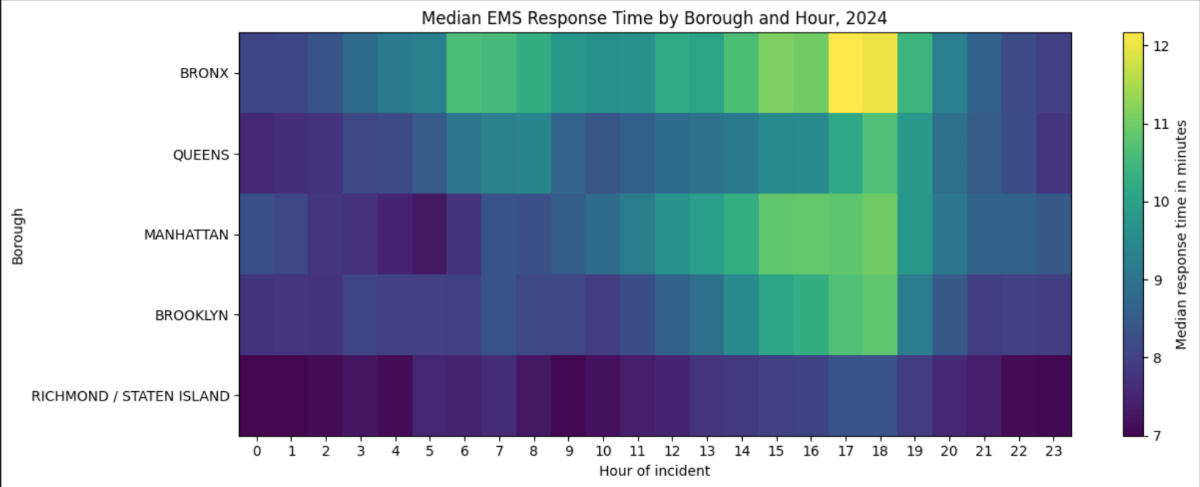 Median EMS Response Time by Borough and Hour, 2024
Borough
BRONX
QUEENS
MANHATTAN
BROOKLYN
RICHMOND / STATEN ISLAND
0 1 2 3 4 5 6 7 8 9 10 11 12 13 14 15 16 17 18 19 20 21 22 23
Hour of incident
12
11
10
9
8
7
Median response time in minutes